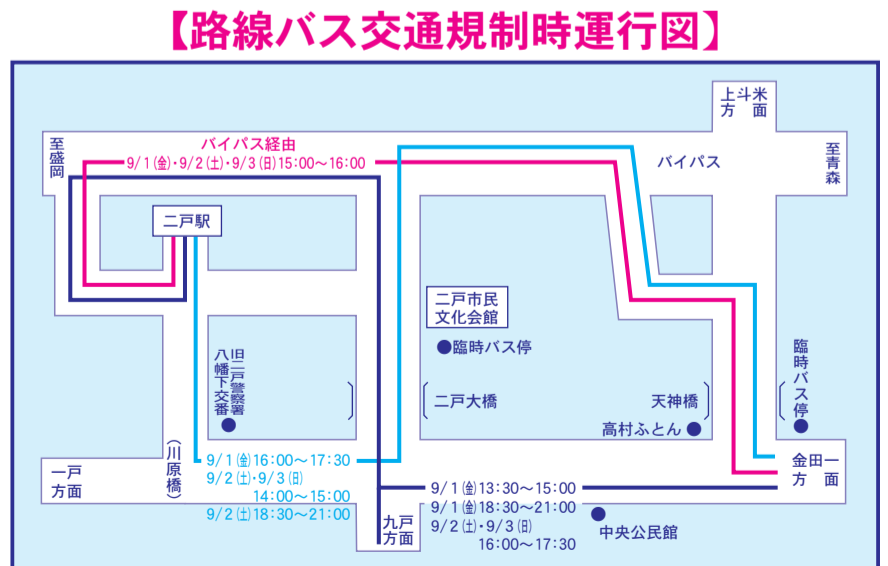 【路線バス交通規制時運行図】
上斗米
方面
至盛岡
バイパス経由
9/1㈮・9/2㈯・9/3㈰15:00～16:00
バイパス
至青森
二戸駅
二戸市民
文化会館
●臨時バス停
旧二戸警察署
八幡下交番
二戸大橋
天神橋
高村ふとん●
臨時バス停
(川原橋)
一戸
方面
9/1㈮16:00～17:30
9/2㈯・9/3㈰
14:00～15:00
9/2㈯18:30～21:00
九戸
方面
9/1㈮13:30～15:00
9/1㈮18:30～21:00
9/2㈯・9/3㈰
16:00～17:30
中央公民館
金田一
方面